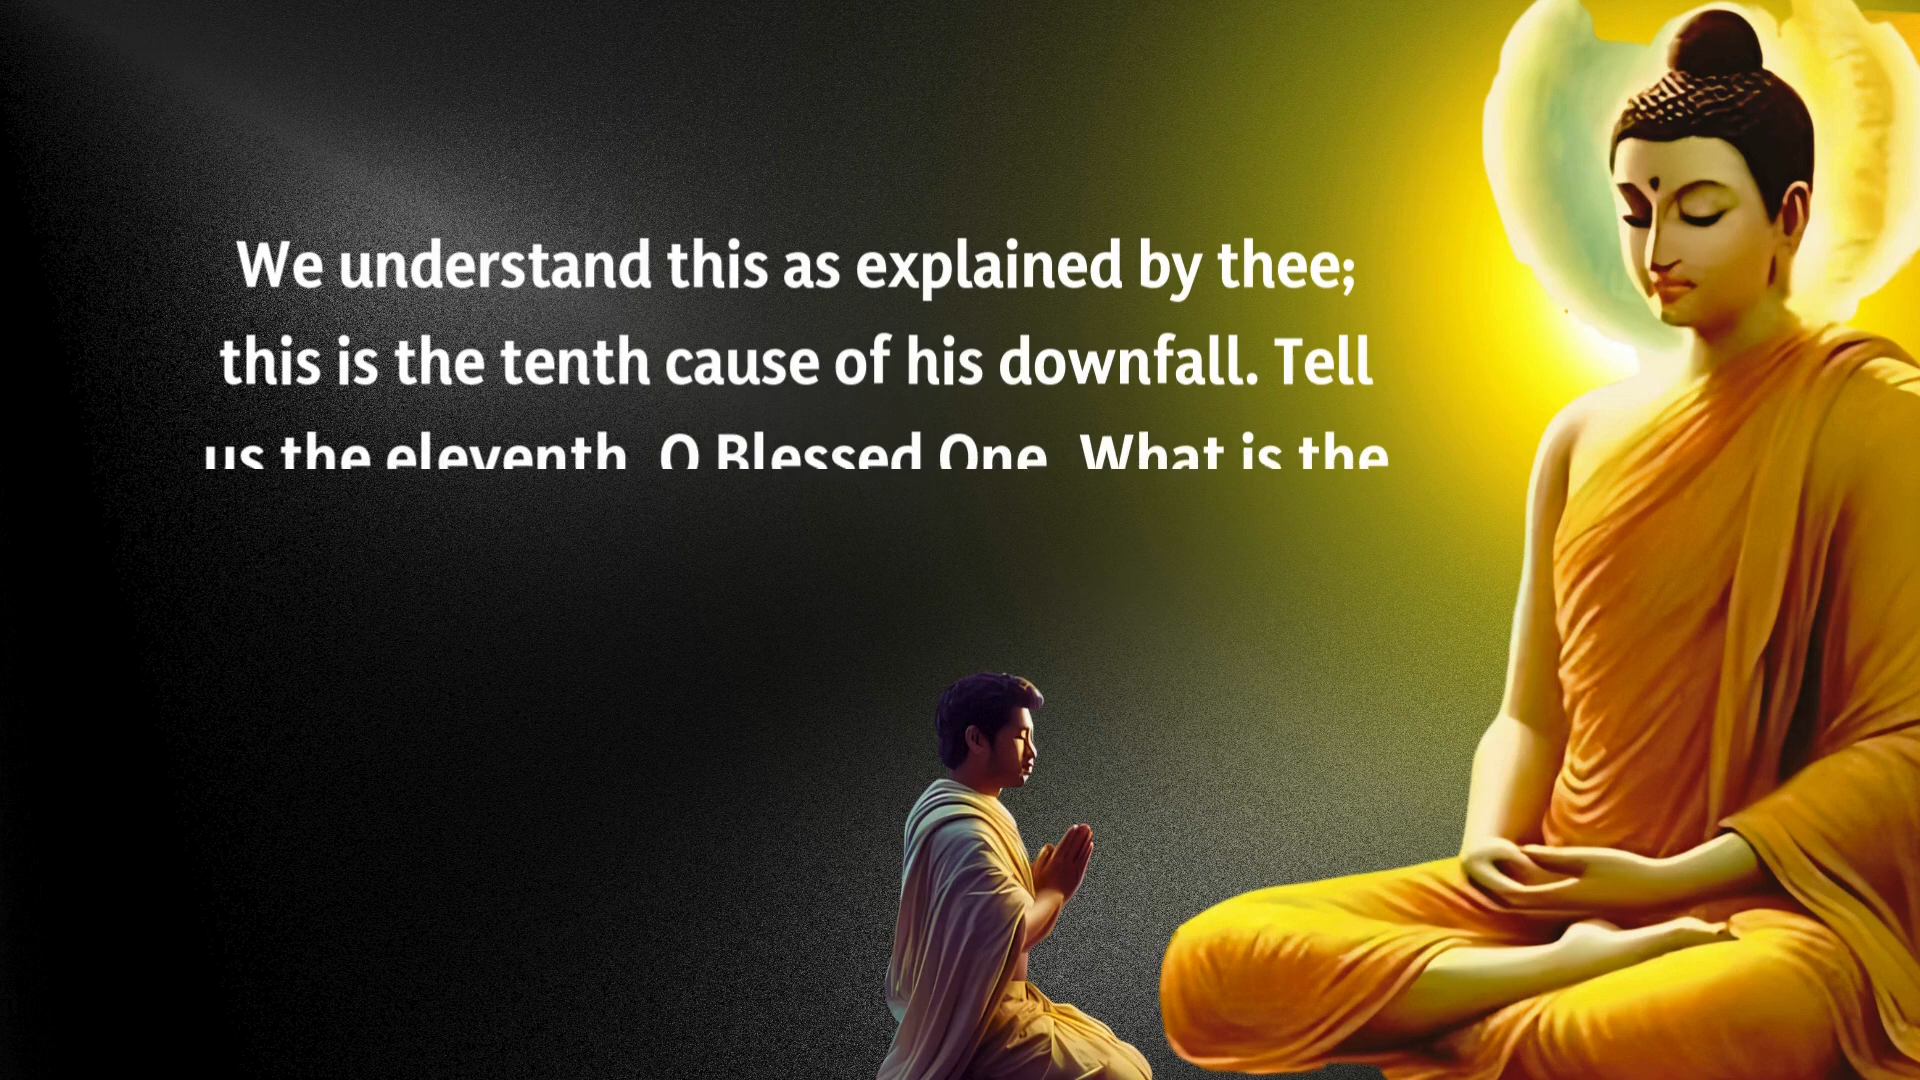 We understand this as explained by thee;
this is the tenth cause of his downfall. Tell
us the eleventh, O Blessed One. What is the